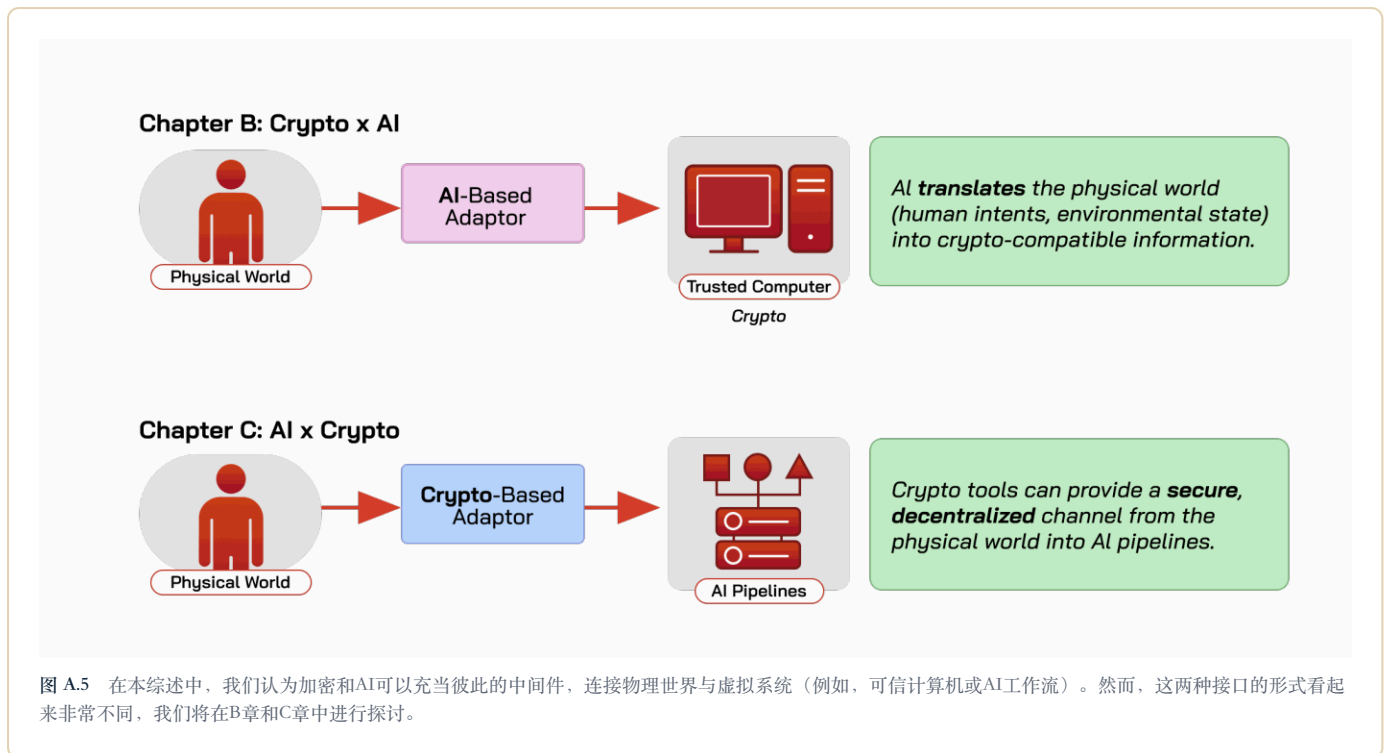 Chapter B: Crypto x AI
Physical World
AI-Based
Adaptor
Trusted Computer
Crypto
AI translates the physical world
(human intents, environmental state)
into crypto-compatible information.
Chapter C: AI x Crypto
Physical World
Crypto-Based
Adaptor
AI Pipelines
Crypto tools can provide a secure,
decentralized channel from the
physical world into AI pipelines.
图 A.5 在本综述中，我们认为加密和AI可以充当彼此的中间件，连接物理世界与虚拟系统（例如，可信计算机或AI工作流）。然而，这两种接口的形式看起
来非常不同，我们将在B章和C章中进行探讨。